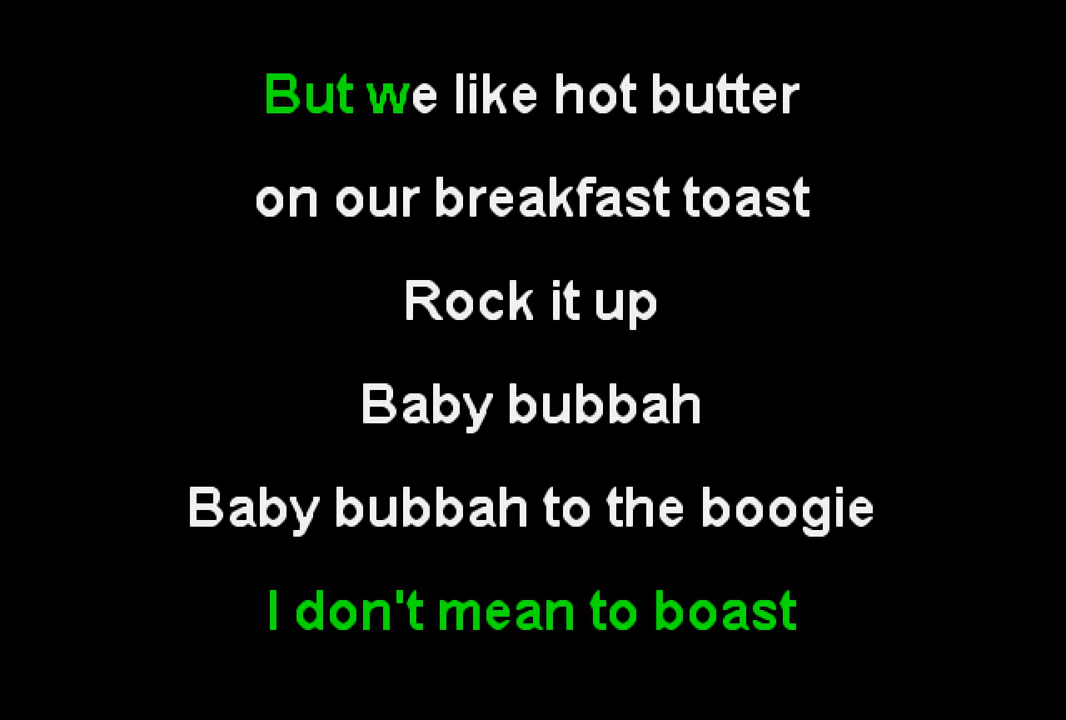 But we like hot butter
on our breakfast toast
Rock it up
Baby bubbah
Baby bubbah to the boogie
I don't mean to boast